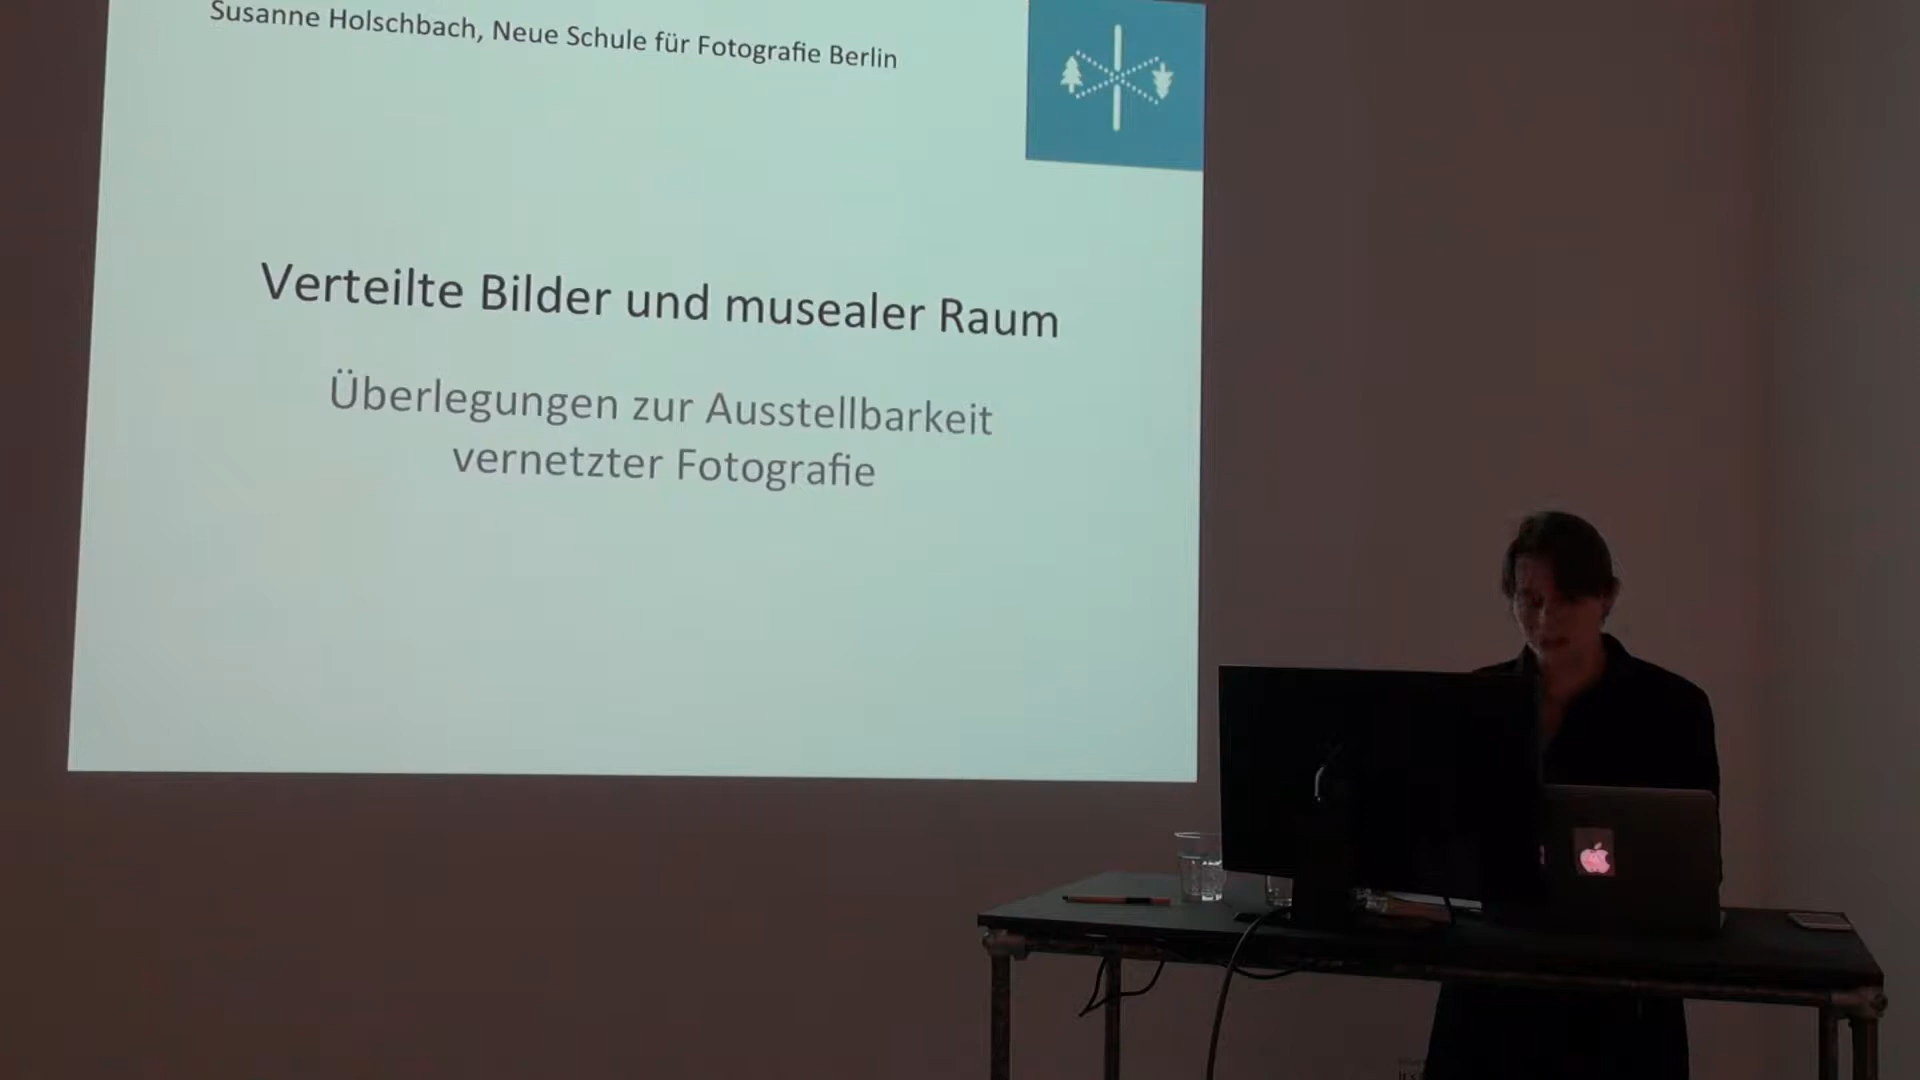 Susanne Holschbach, Neue Schule für Fotografie Berlin
Verteilte Bilder und musealer Raum
Überlegungen zur Ausstellbarkeit
vernetzter Fotografie